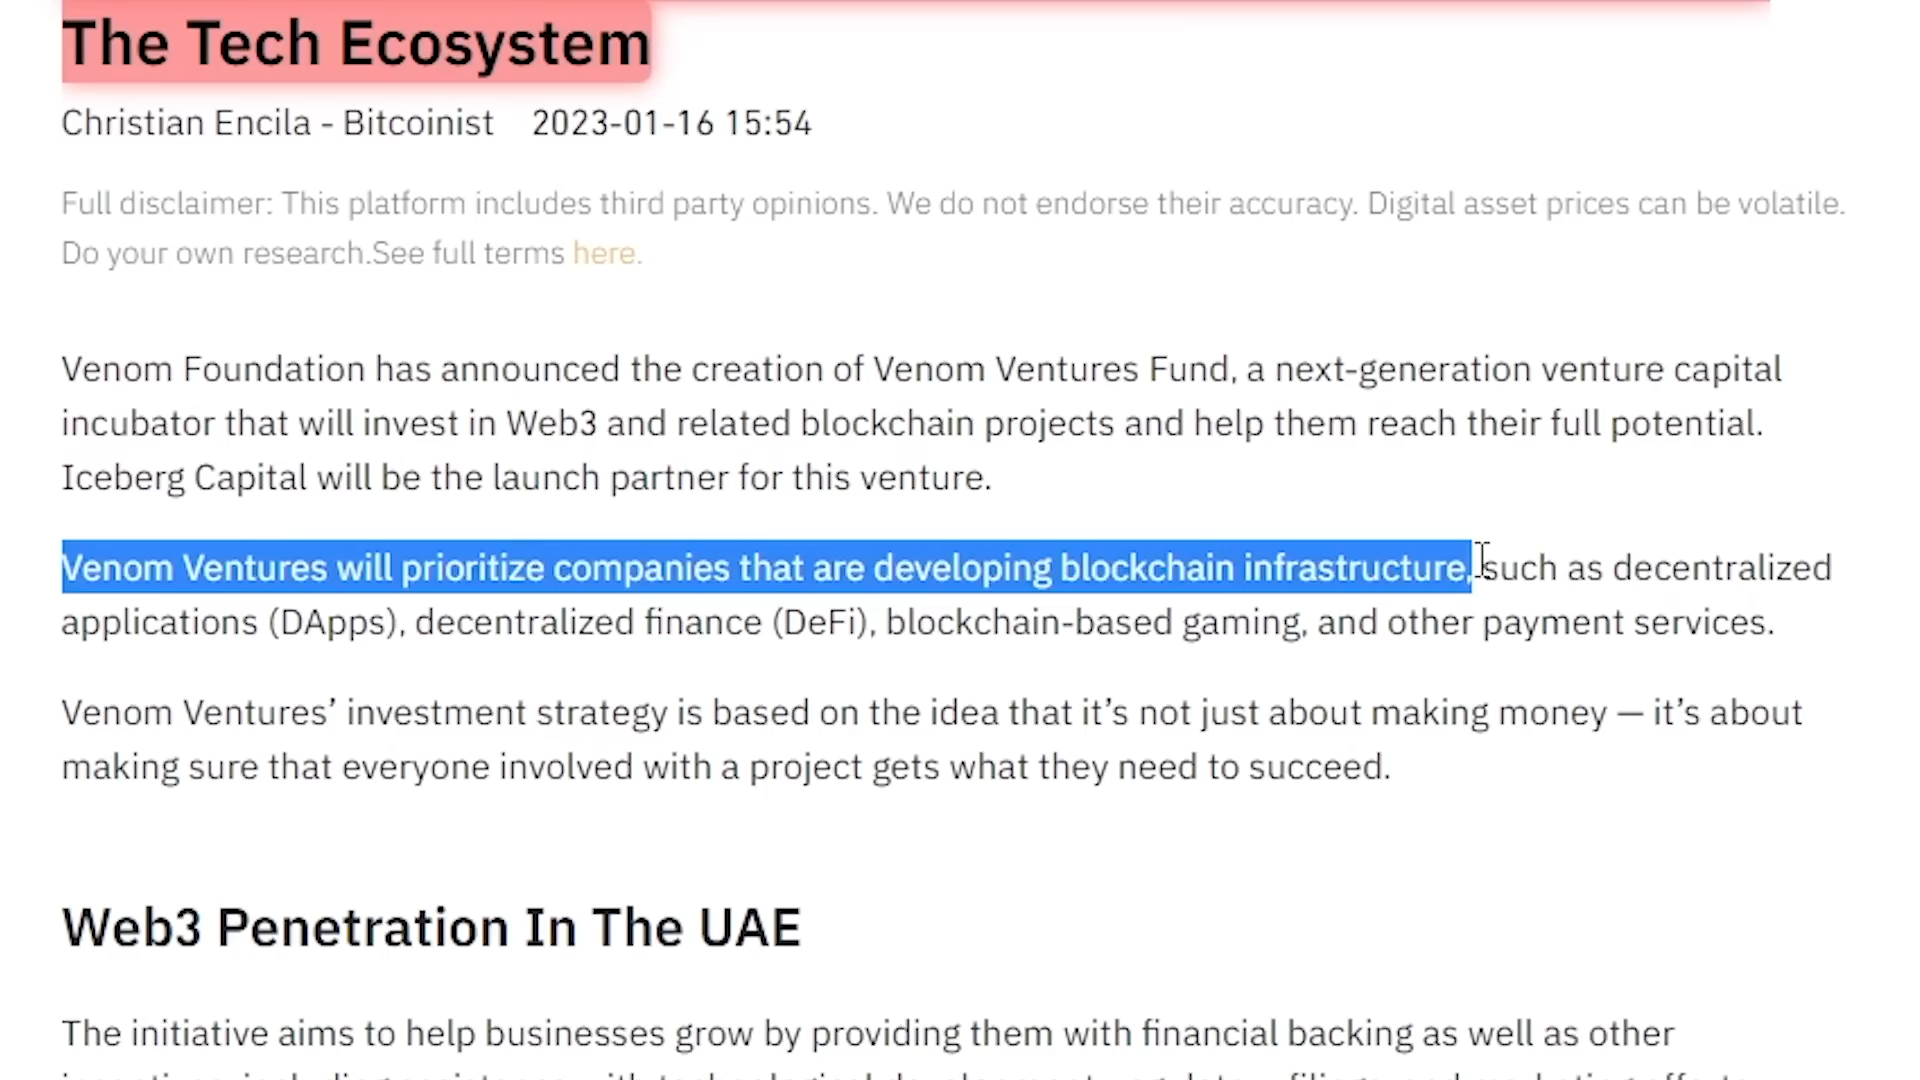 The Tech Ecosystem
Christian Encila - Bitcoinist 2023-01-16 15:54
Full disclaimer: This platform includes third party opinions. We do not endorse their accuracy. Digital asset prices can be volatile.
Do your own research.See full terms here.
Venom Foundation has announced the creation of Venom Ventures Fund, a next-generation venture capital
incubator that will invest in Web3 and related blockchain projects and help them reach their full potential.
Iceberg Capital will be the launch partner for this venture.
Venom Ventures will prioritize companies that are developing blockchain infrastructure, such as decentralized
applications (DApps), decentralized finance (DeFi), blockchain-based gaming, and other payment services.
Venom Ventures’ investment strategy is based on the idea that it’s not just about making money — it’s about
making sure that everyone involved with a project gets what they need to succeed.
Web3 Penetration In The UAE
The initiative aims to help businesses grow by providing them with financial backing as well as other